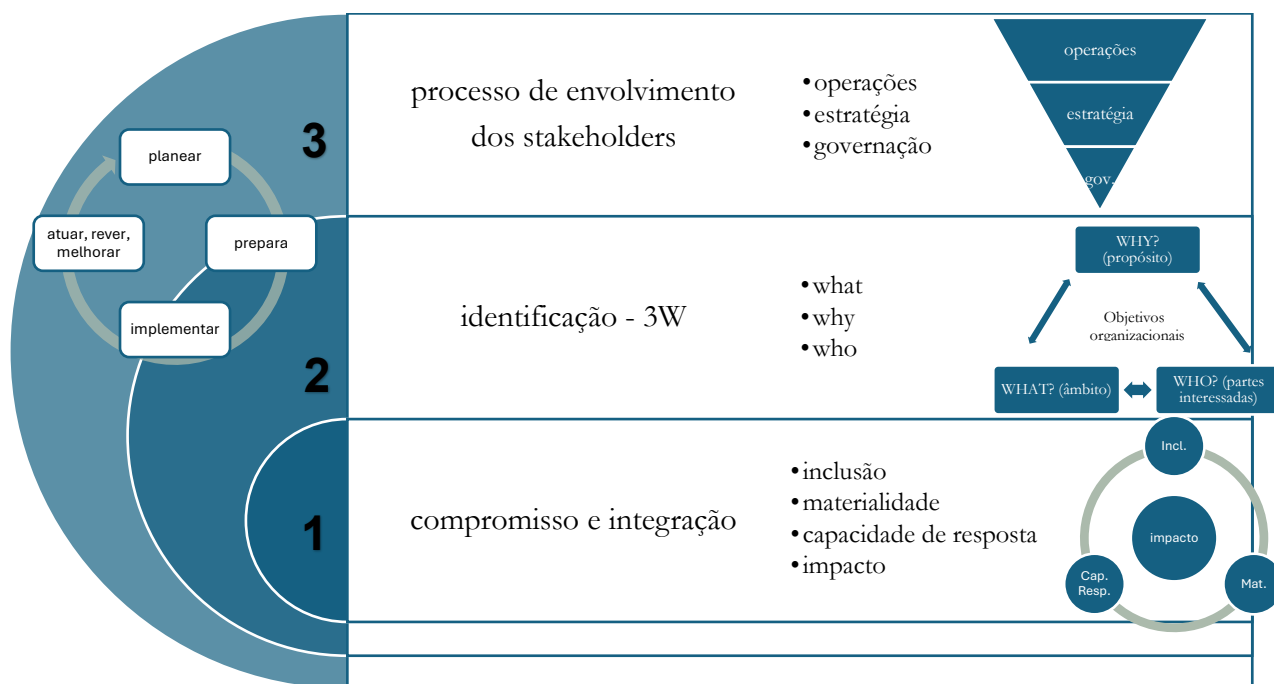 3
planear
atuar, rever,
melhorar
prepara
implementar
processo de envolvimento
dos stakeholders
•operações
•estratégia
•governação
operações
estratégia
gov.
2
identificação - 3W
•what
•why
•who
WHY?
(propósito)
Objetivos
organizacionais
WHAT? (âmbito)
WHO? (partes
interessadas)
1
compromisso e integração
•inclusão
•materialidade
•capacidade de resposta
•impacto
Incl.
impacto
Cap.
Resp.
Mat.